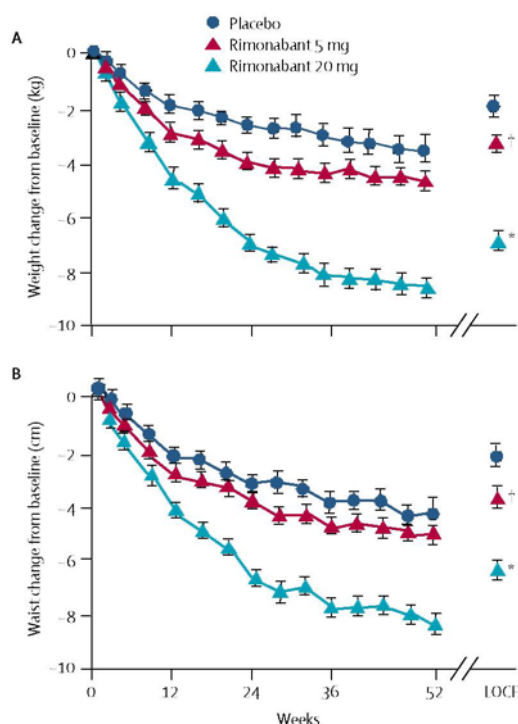 Placebo
Rimonabant 5 mg
Rimonabant 20 mg
A
Weight change from baseline (kg)
0
−2
−4
−6
−8
−10
†
*
B
Waist change from baseline (cm)
0
−2
−4
−6
−8
−10
†
*
0 12 24 36 52 LOCF
Weeks